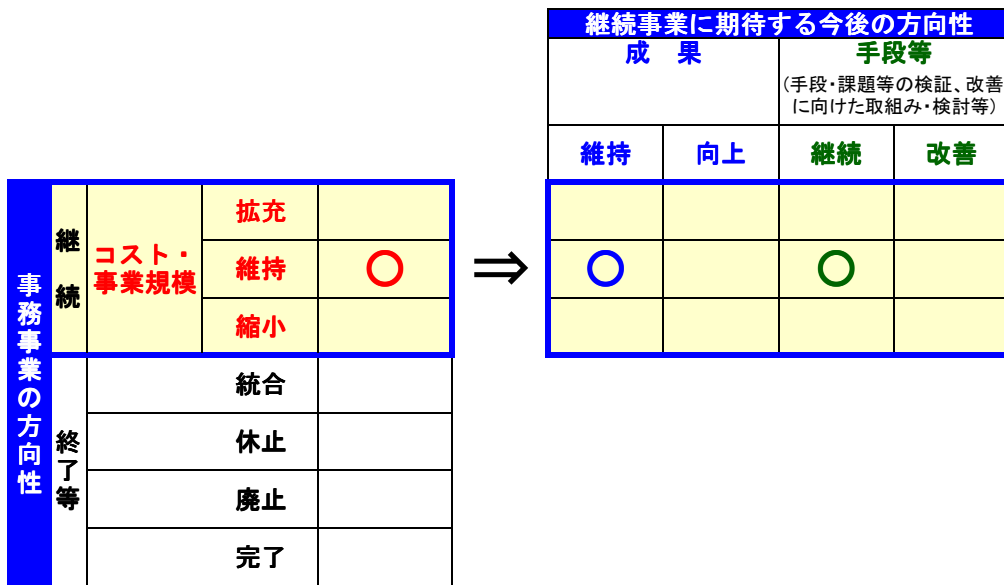 継続事業に期待する今後の方向性
成 果
手段等
(手段・課題等の検証、改善
に向けた取組み・検討等)
維持
向上
継続
改善
事務事業の方向性
継続
コスト・
事業規模
拡充
維持
○
縮小
⇒
○
○
終了等
統合
休止
廃止
完了